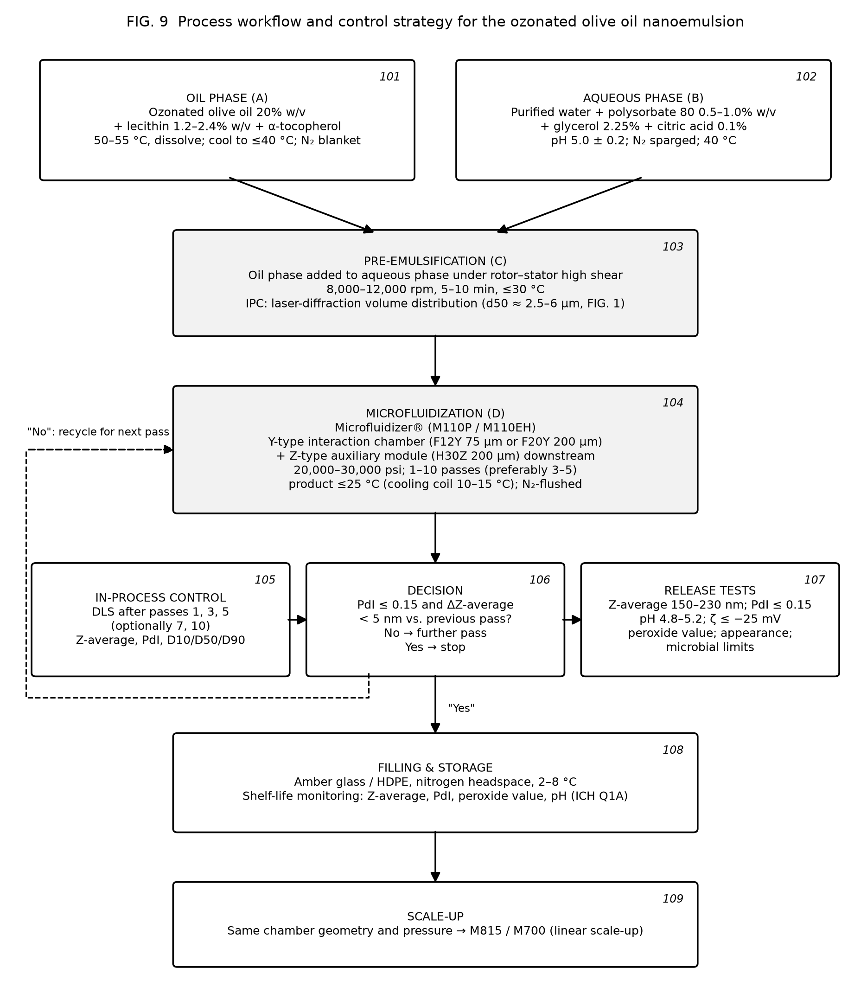 FIG. 9  Process workflow and control strategy for the ozonated olive oil nanoemulsion
101
OIL PHASE (A)
Ozonated olive oil 20% w/v
+ lecithin 1.2–2.4% w/v + α-tocopherol
50–55 °C, dissolve; cool to ≤40 °C; N₂ blanket
102
AQUEOUS PHASE (B)
Purified water + polysorbate 80 0.5–1.0% w/v
+ glycerol 2.25% + citric acid 0.1%
pH 5.0 ± 0.2; N₂ sparged; 40 °C
103
PRE-EMULSIFICATION (C)
Oil phase added to aqueous phase under rotor–stator high shear
8,000–12,000 rpm, 5–10 min, ≤30 °C
IPC: laser-diffraction volume distribution (d50 ≈ 2.5–6 µm, FIG. 1)
104
MICROFLUIDIZATION (D)
Microfluidizer® (M110P / M110EH)
Y-type interaction chamber (F12Y 75 µm or F20Y 200 µm)
+ Z-type auxiliary module (H30Z 200 µm) downstream
20,000–30,000 psi; 1–10 passes (preferably 3–5)
product ≤25 °C (cooling coil 10–15 °C); N₂-flushed
"No": recycle for next pass
105
IN-PROCESS CONTROL
DLS after passes 1, 3, 5
(optionally 7, 10)
Z-average, PdI, D10/D50/D90
106
DECISION
PdI ≤ 0.15 and ΔZ-average
< 5 nm vs. previous pass?
No → further pass
Yes → stop
107
RELEASE TESTS
Z-average 150–230 nm; PdI ≤ 0.15
pH 4.8–5.2; ζ ≤ −25 mV
peroxide value; appearance;
microbial limits
"Yes"
108
FILLING & STORAGE
Amber glass / HDPE, nitrogen headspace, 2–8 °C
Shelf-life monitoring: Z-average, PdI, peroxide value, pH (ICH Q1A)
109
SCALE-UP
Same chamber geometry and pressure → M815 / M700 (linear scale-up)